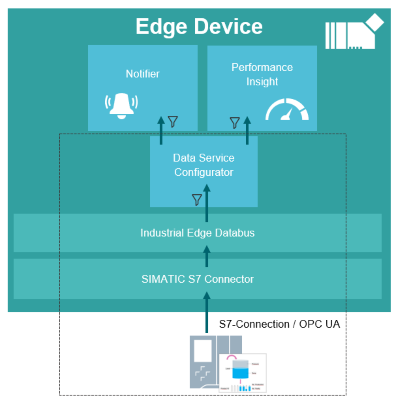 Edge Device
Notifier
Performance
Insight
Data Service
Configurator
Industrial Edge Databus
SIMATIC S7 Connector
S7-Connection / OPC UA